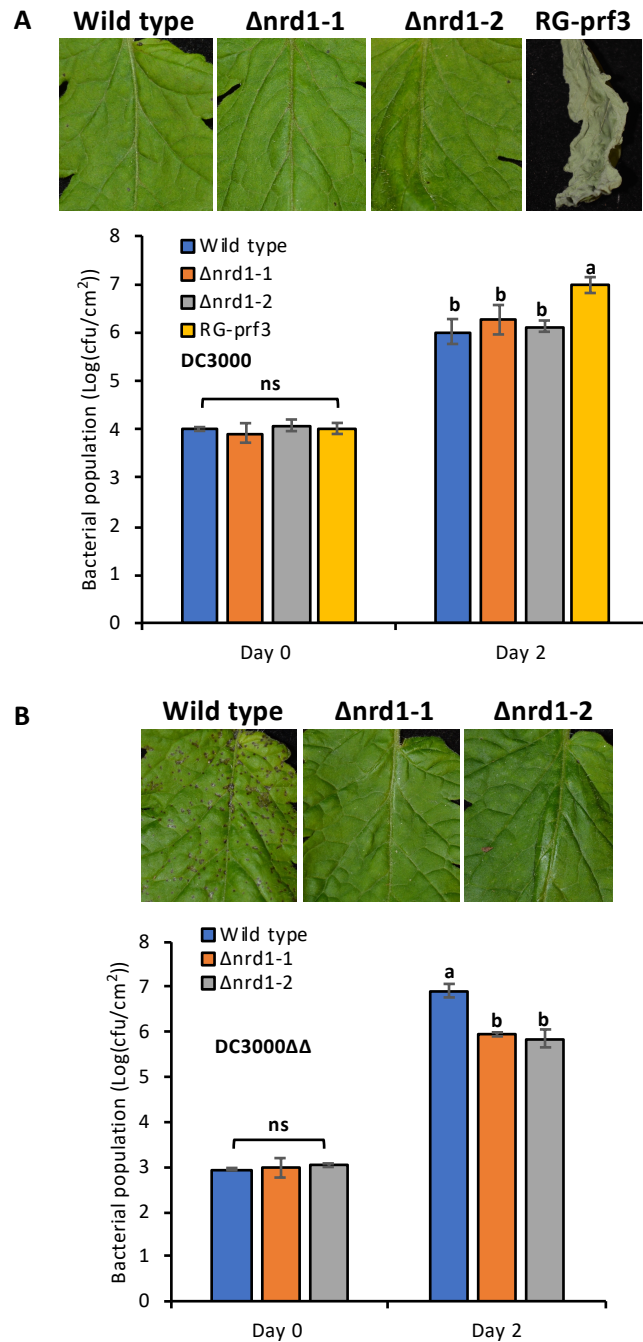 A
Wild type Δnrd1-1 Δnrd1-2 RG-prf3
Bacterial population (Log(cfu/cm²))
8
7
6
5
4
3
2
1
0
Wild type
Δnrd1-1
Δnrd1-2
RG-prf3
DC3000
ns
b b b a
Day 0 Day 2
B
Wild type Δnrd1-1 Δnrd1-2
Bacterial population (Log(cfu/cm²))
8
7
6
5
4
3
2
1
0
Wild type
Δnrd1-1
Δnrd1-2
DC3000ΔΔ
ns
a b b
Day 0 Day 2